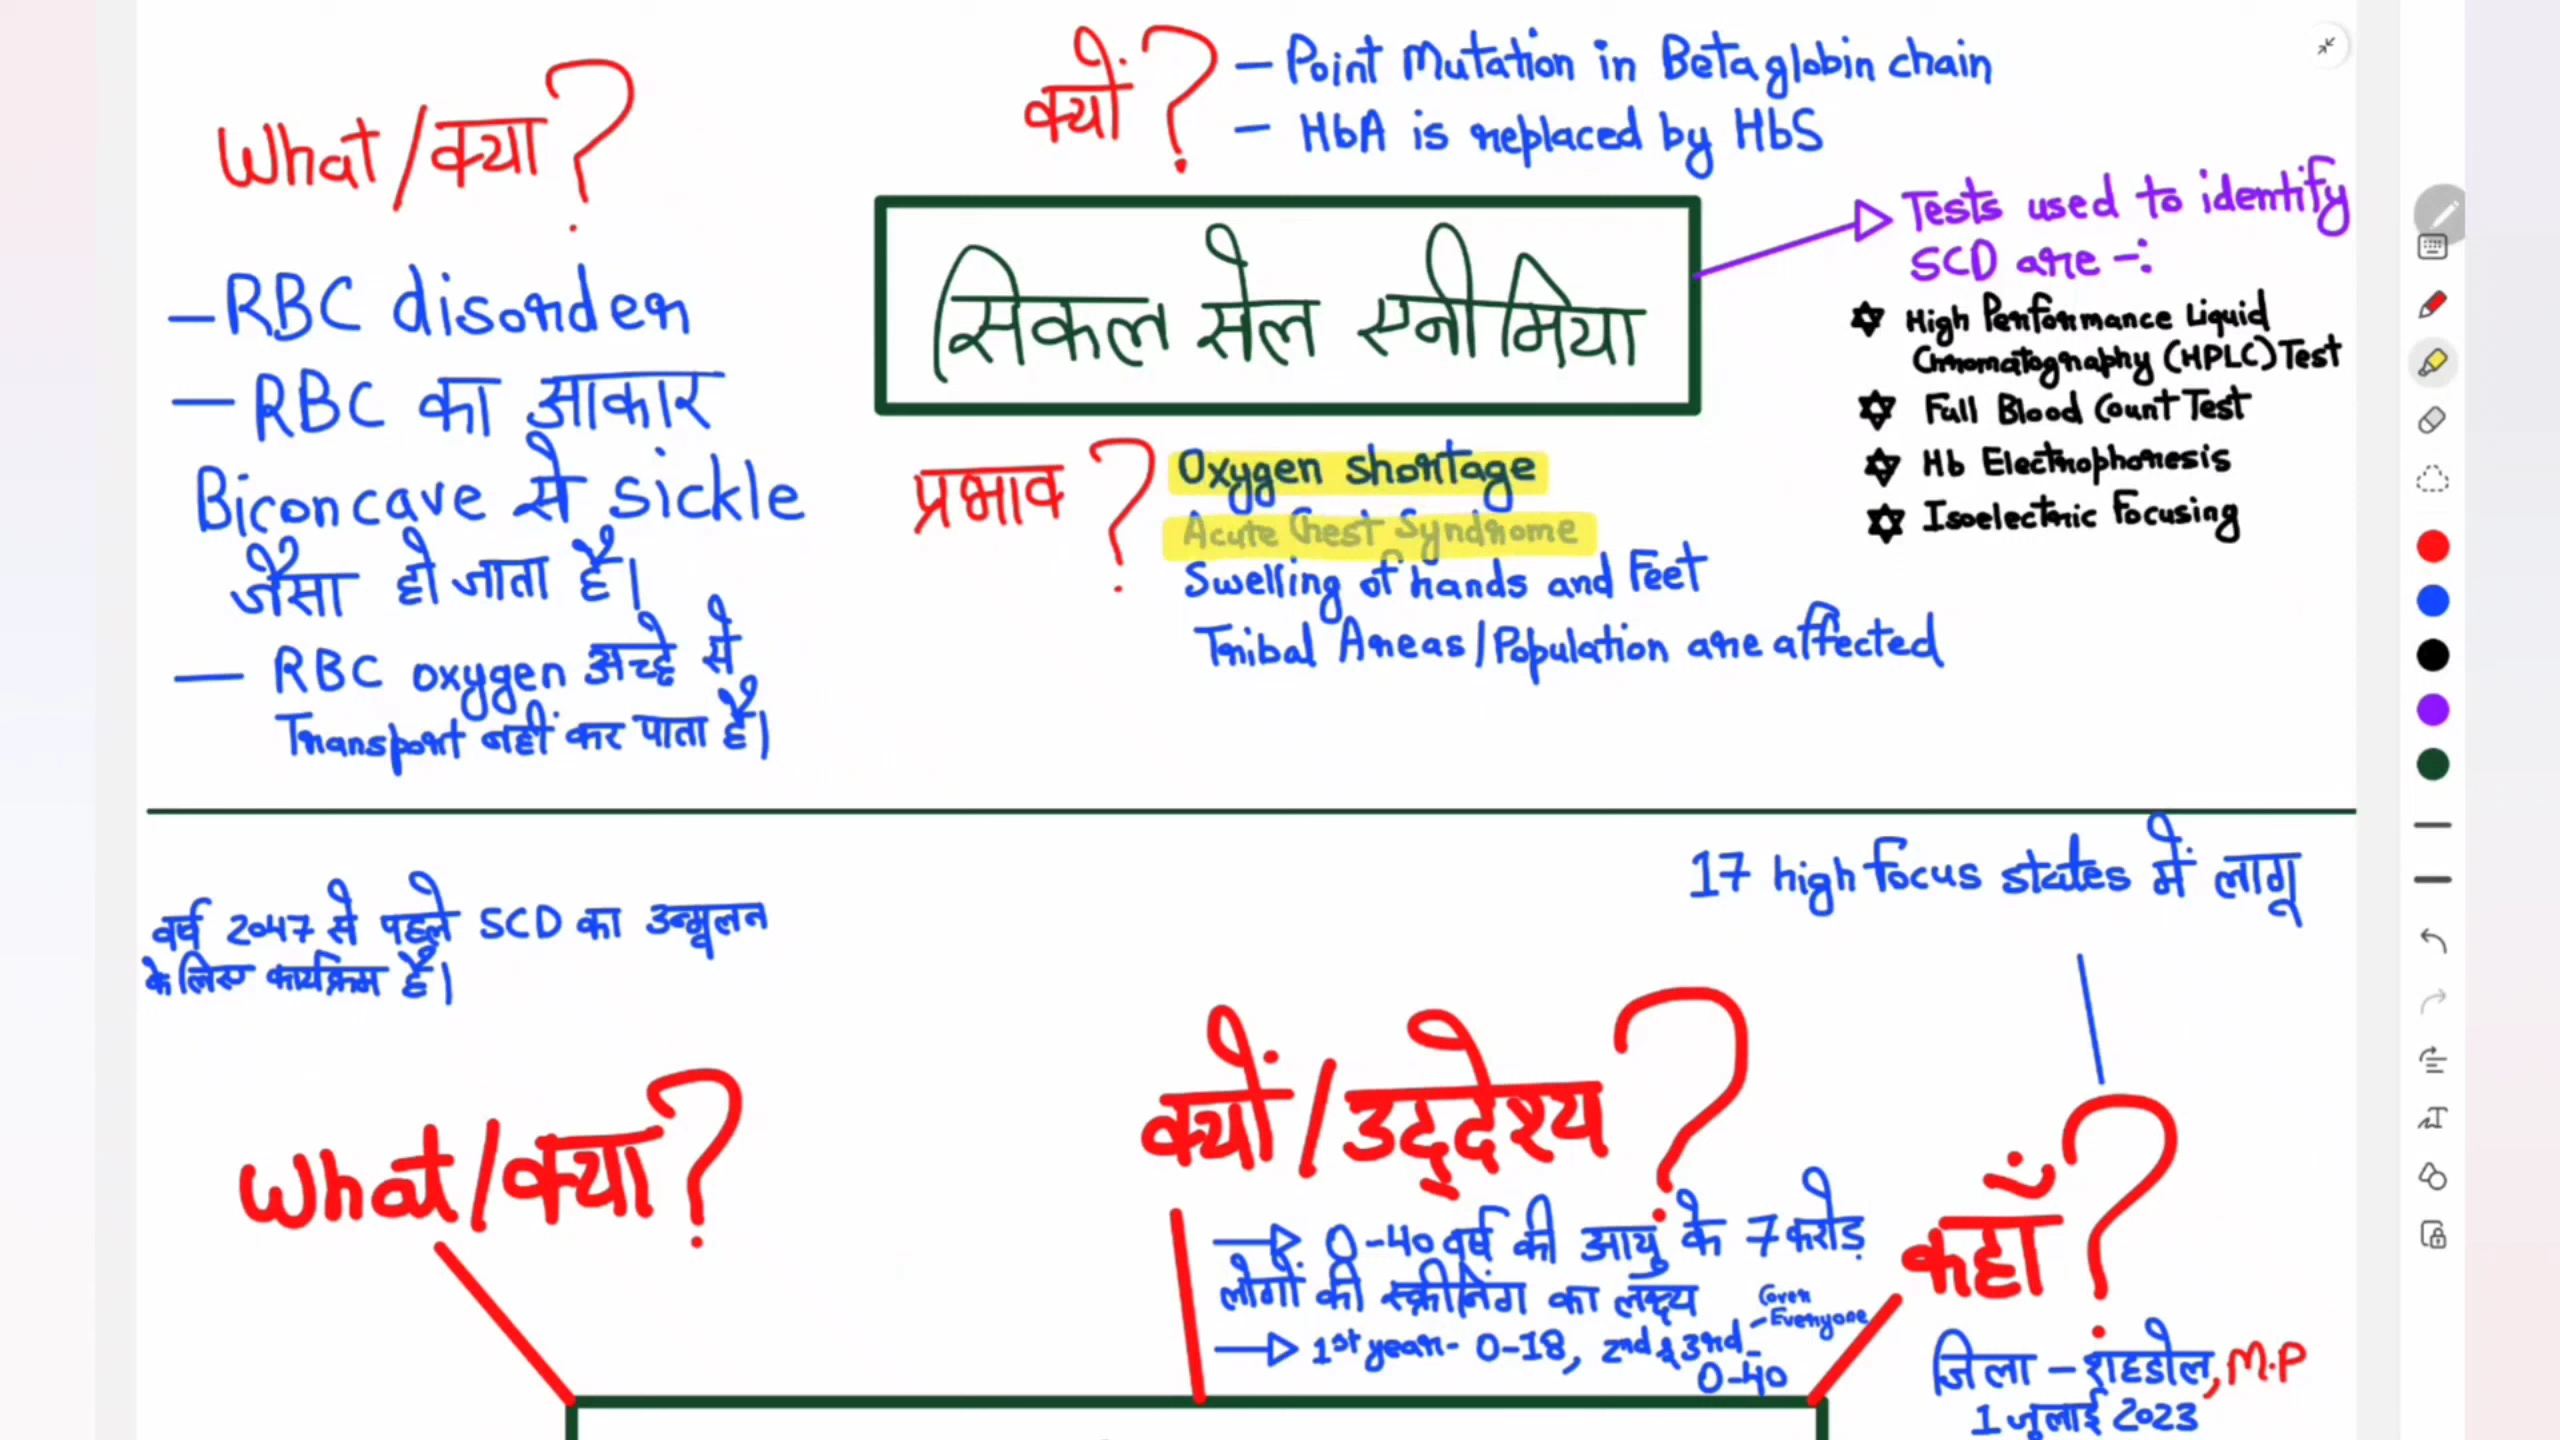 What/क्या?
– RBC disorder
– RBC का आकार
Biconcave से sickle
जैसा हो जाता है।
– RBC oxygen अच्छे से
Transport नहीं कर पाता है।
क्यों? – Point Mutation in Betaglobin chain
– HbA is replaced by HbS
सिकल सेल एनीमिया
Tests used to identify
SCD are -:
High Performance Liquid
Chromatography (HPLC) Test
Full Blood Count Test
Hb Electrophoresis
Isoelectric Focusing
प्रभाव? Oxygen shortage
Acute Chest Syndrome
Swelling of hands and Feet
Tribal Areas/Population are affected
वर्ष 2047 से पहले SCD का उन्मूलन
के लिए कार्यक्रम है।
What/क्या?
17 high focus states में लागू
क्यों/उद्देश्य?
→ 0-40 वर्ष की आयु के 7 करोड़
लोगों की स्क्रीनिंग का लक्ष्य
→ 1st year- 0-18, 2nd & 3rd -
0-40
Cover
Everyone
कहाँ?
जिला – शहडोल, M.P
1 जुलाई 2023